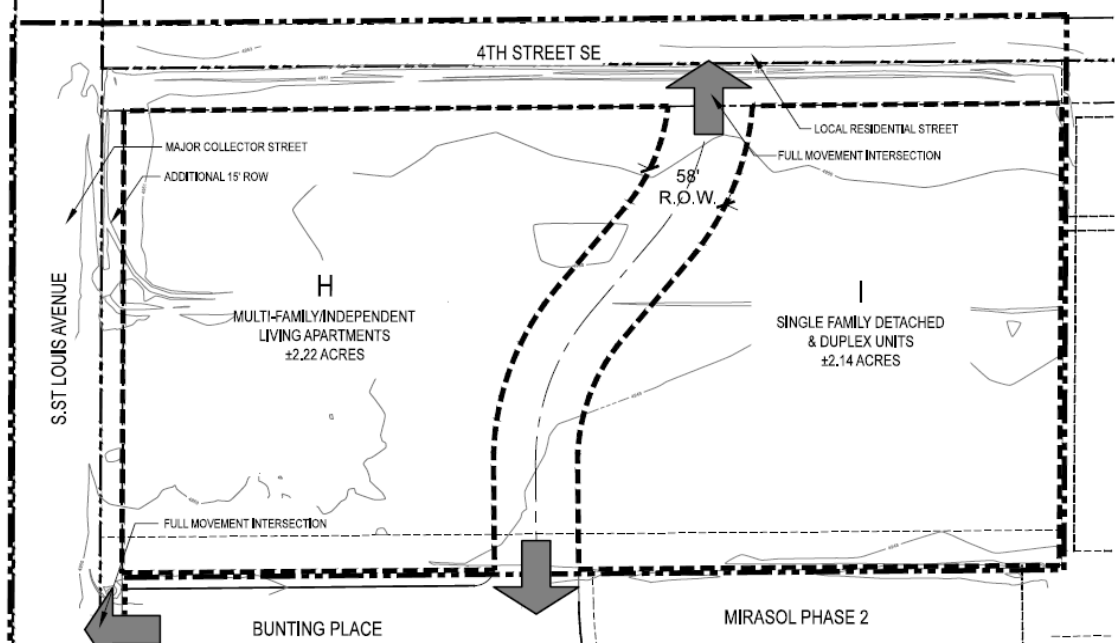 4TH STREET SE
LOCAL RESIDENTIAL STREET
MAJOR COLLECTOR STREET
FULL MOVEMENT INTERSECTION
ADDITIONAL 15' ROW
58'
R.O.W.
S.ST LOUIS AVENUE
H
MULTI-FAMILY/INDEPENDENT
LIVING APARTMENTS
±2.22 ACRES
I
SINGLE FAMILY DETACHED
& DUPLEX UNITS
±2.14 ACRES
FULL MOVEMENT INTERSECTION
BUNTING PLACE
MIRASOL PHASE 2